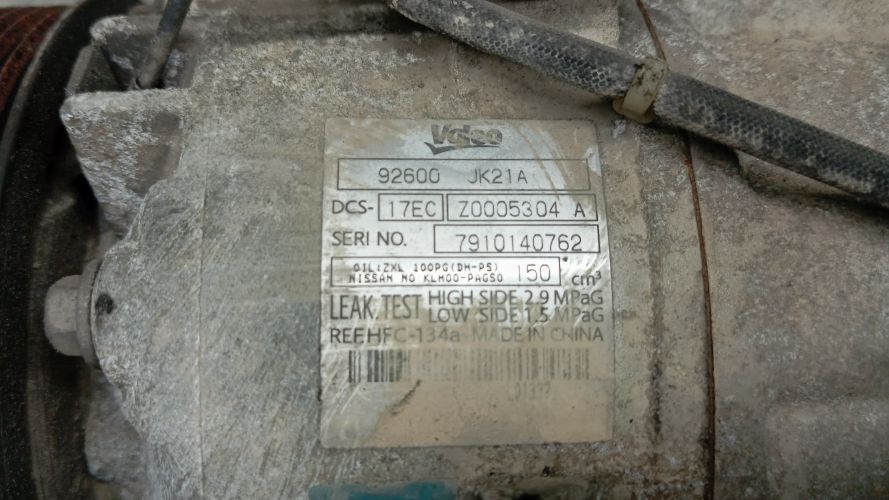 Valeo
92600 JK21A
DCS- 17EC Z0005304 A
SERI NO. 7910140762
OIL:ZXL 100PG(DH-PS)
NISSAN NO KLH00-PAGS0
150 cm³
LEAK. TEST HIGH SIDE 2.9 MPaG
LOW SIDE 1.5 MPaG
REF.HFC-134a MADE IN CHINA